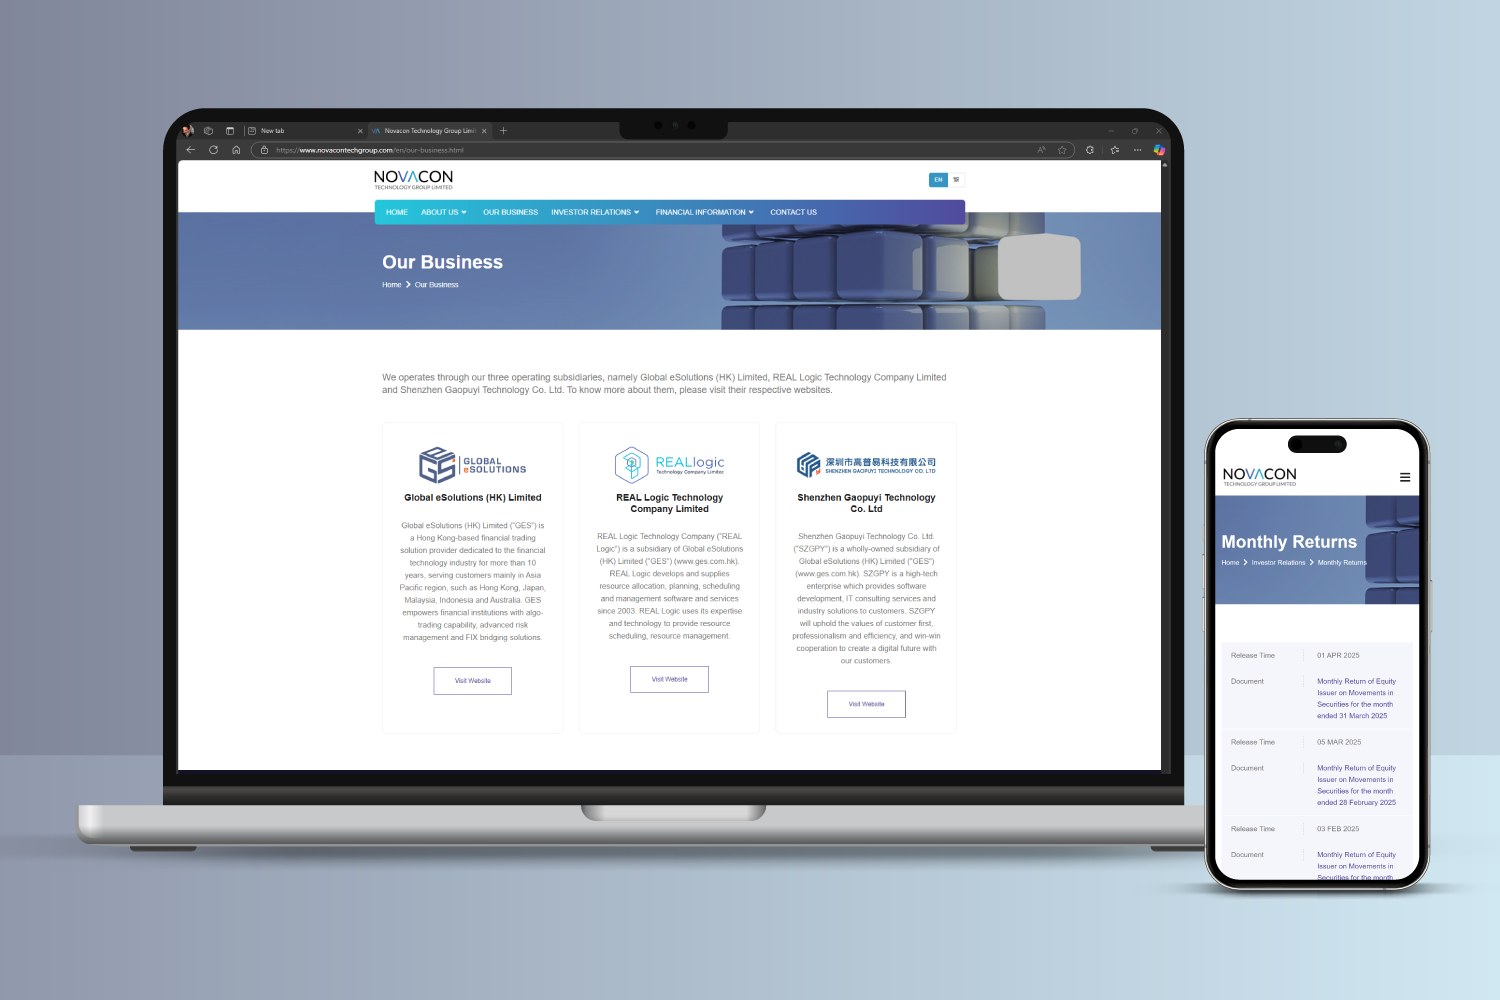 New tab
Novacon Technology Group Limi
https://www.novacontechgroup.com/en/our-business.html
NOVACON
TECHNOLOGY GROUP LIMITED
EN 繁
HOME ABOUT US OUR BUSINESS INVESTOR RELATIONS FINANCIAL INFORMATION CONTACT US
Our Business
Home Our Business
We operates through our three operating subsidiaries, namely Global eSolutions (HK) Limited, REAL Logic Technology Company Limited
and Shenzhen Gaopuyi Technology Co. Ltd. To know more about them, please visit their respective websites.
GES GLOBAL
eSOLUTIONS
Global eSolutions (HK) Limited
Global eSolutions (HK) Limited ("GES") is
a Hong Kong-based financial trading
solution provider dedicated to the financial
technology industry for more than 10
years, serving customers mainly in Asia
Pacific region, such as Hong Kong, Japan,
Malaysia, Indonesia and Australia. GES
empowers financial institutions with algo-
trading capability, advanced risk
management and FIX bridging solutions.
Visit Website
REALlogic
Technology Company Limited
REAL Logic Technology
Company Limited
REAL Logic Technology Company ("REAL
Logic") is a subsidiary of Global eSolutions
(HK) Limited ("GES") (www.ges.com.hk).
REAL Logic develops and supplies
resource allocation, planning, scheduling
and management software and services
since 2003. REAL Logic uses its expertise
and technology to provide resource
scheduling, resource management.
Visit Website
深圳市高普易科技有限公司
SHENZHEN GAOPUYI TECHNOLOGY CO. LTD
Shenzhen Gaopuyi Technology
Co. Ltd
Shenzhen Gaopuyi Technology Co. Ltd.
("SZGPY") is a wholly-owned subsidiary of
Global eSolutions (HK) Limited ("GES")
(www.ges.com.hk). SZGPY is a high-tech
enterprise which provides software
development, IT consulting services and
industry solutions to customers. SZGPY
will uphold the values of customer first,
professionalism and efficiency, and win-win
cooperation to create a digital future with
our customers.
Visit Website
NOVACON
TECHNOLOGY GROUP LIMITED
Monthly Returns
Home Investor Relations Monthly Returns
Release Time 01 APR 2025
Document Monthly Return of Equity
Issuer on Movements in
Securities for the month
ended 31 March 2025
Release Time 05 MAR 2025
Document Monthly Return of Equity
Issuer on Movements in
Securities for the month
ended 28 February 2025
Release Time 03 FEB 2025
Document Monthly Return of Equity
Issuer on Movements in
Securities for the month